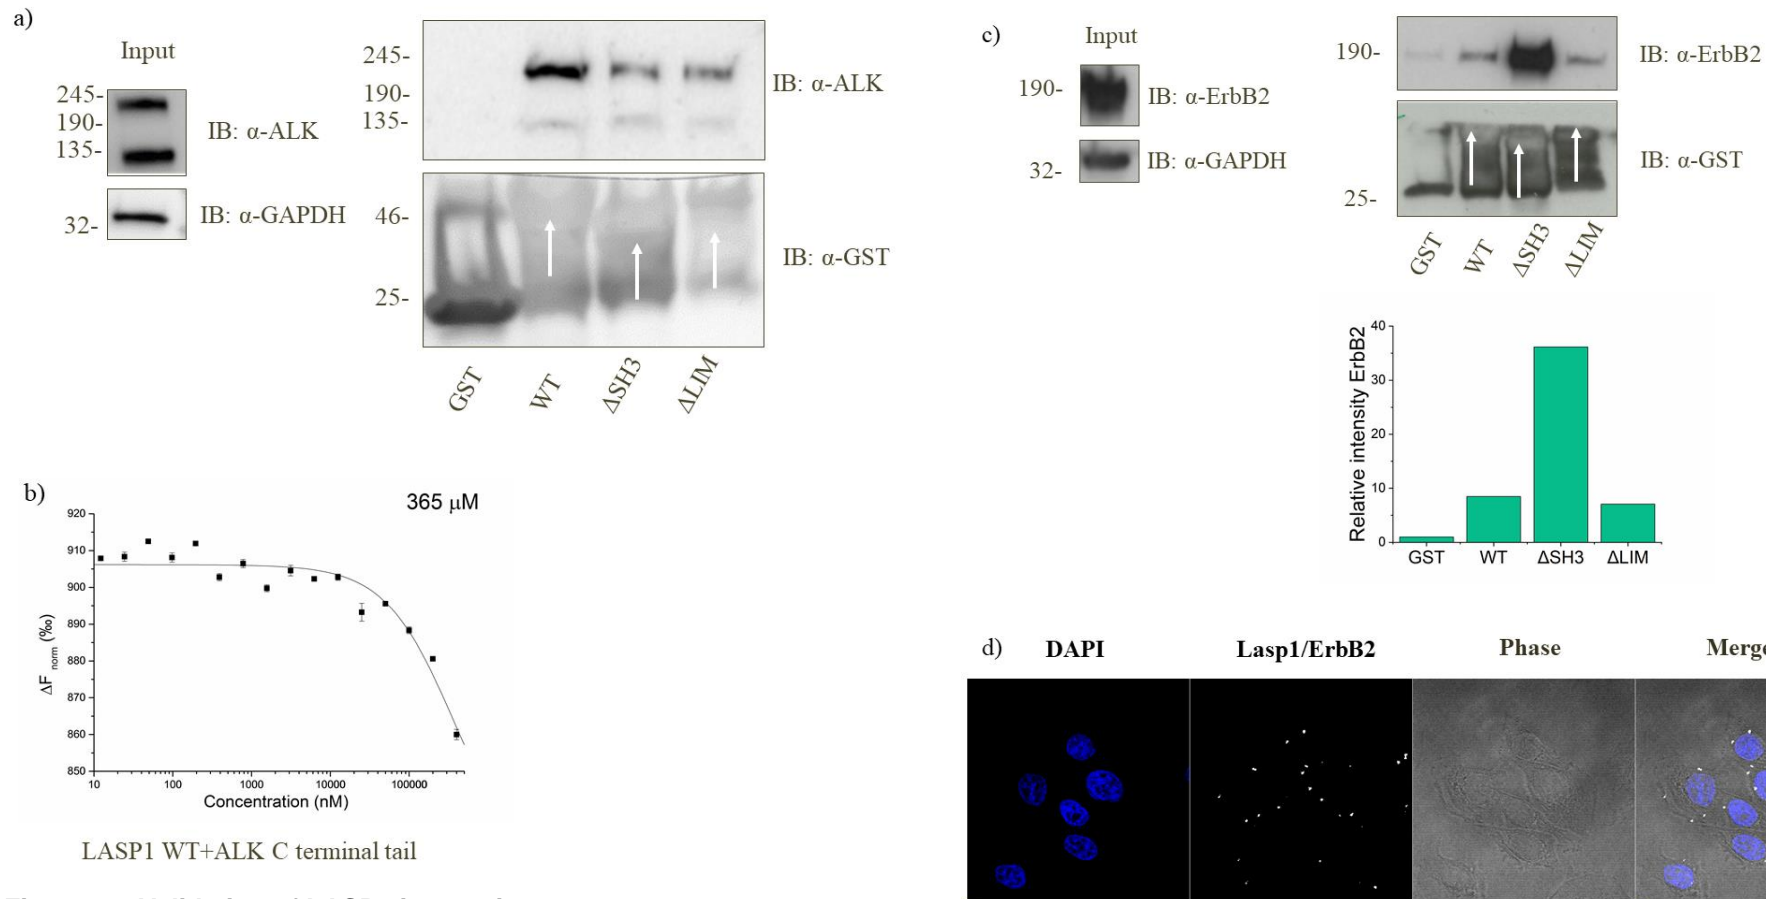 a)
Input
245-
190-
135-
IB: α-ALK
32-
IB: α-GAPDH
245-
190-
135-
IB: α-ALK
46-
25-
IB: α-GST
GST
WT
ΔSH3
ΔLIM
b)
365 μM
920
910
900
890
880
870
860
850
ΔF norm (‰)
10 100 1000 10000 100000
Concentration (nM)
LASP1 WT+ALK C terminal tail
c)
Input
190-
IB: α-ErbB2
32-
IB: α-GAPDH
190-
IB: α-ErbB2
25-
IB: α-GST
GST
WT
ΔSH3
ΔLIM
40
30
20
10
0
Relative intensity ErbB2
GST WT ΔSH3 ΔLIM
d)
DAPI Lasp1/ErbB2 Phase Merge